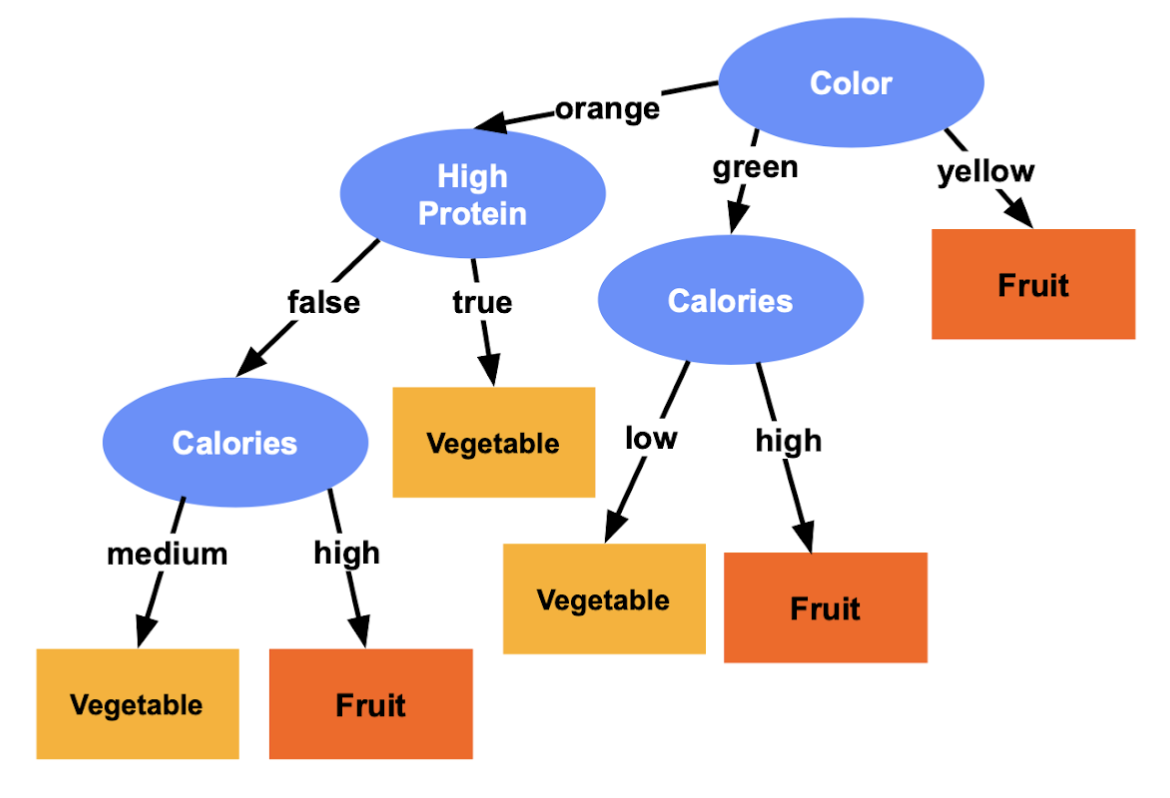 Color
orange
green
yellow
High
Protein
Calories
Fruit
false
true
Calories
Vegetable
low
high
medium
high
Vegetable
Fruit
Vegetable
Fruit